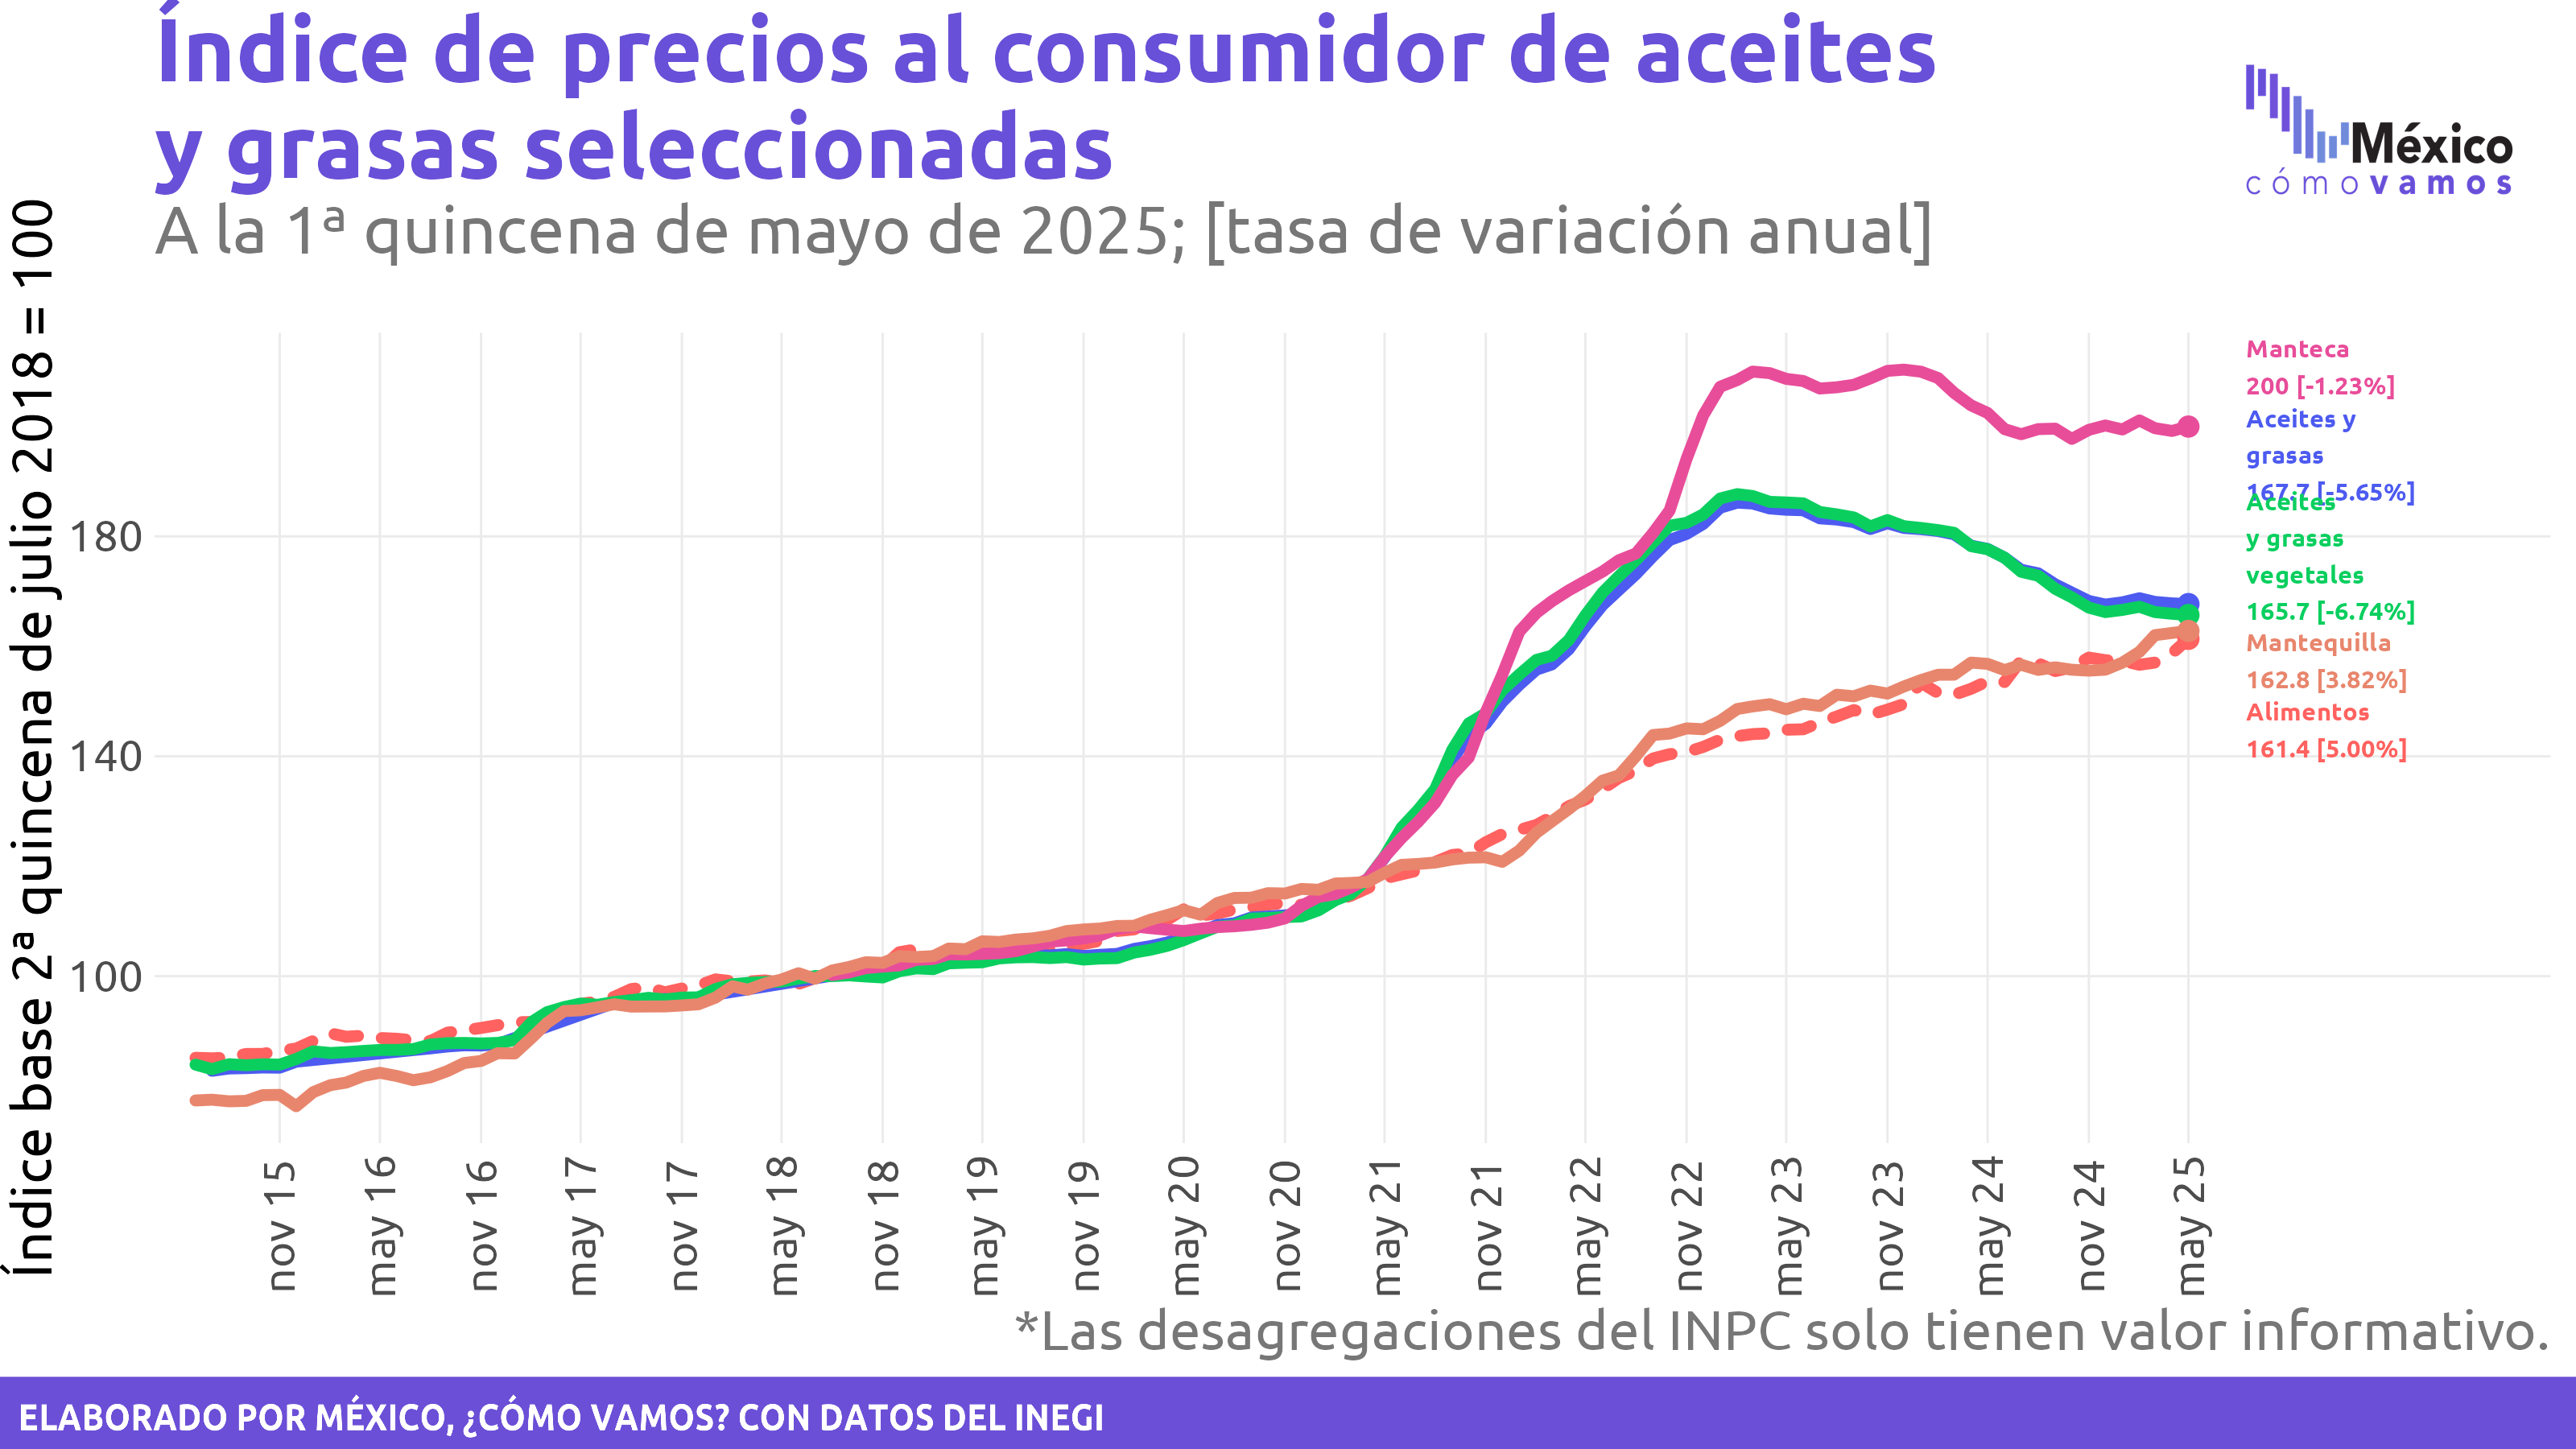 Índice de precios al consumidor de aceites
y grasas seleccionadas
A la 1ª quincena de mayo de 2025; [tasa de variación anual]
México
cómo vamos
Índice base 2ª quincena de julio 2018 = 100
180
140
100
Manteca
200 [-1.23%]
Aceites y
grasas
167.7 [-5.65%]
Aceites
y grasas
vegetales
165.7 [-6.74%]
Mantequilla
162.8 [3.82%]
Alimentos
161.4 [5.00%]
nov 15
may 16
nov 16
may 17
nov 17
may 18
nov 18
may 19
nov 19
may 20
nov 20
may 21
nov 21
may 22
nov 22
may 23
nov 23
may 24
nov 24
may 25
*Las desagregaciones del INPC solo tienen valor informativo.
ELABORADO POR MÉXICO, ¿CÓMO VAMOS? CON DATOS DEL INEGI